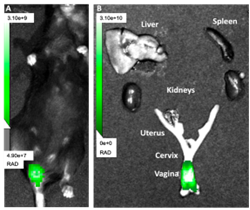 A
3.10e+9
4.90e+7
RAD
B
3.10e+10
0e+0
RAD
Liver
Spleen
Kidneys
Uterus
Cervix
Vagina